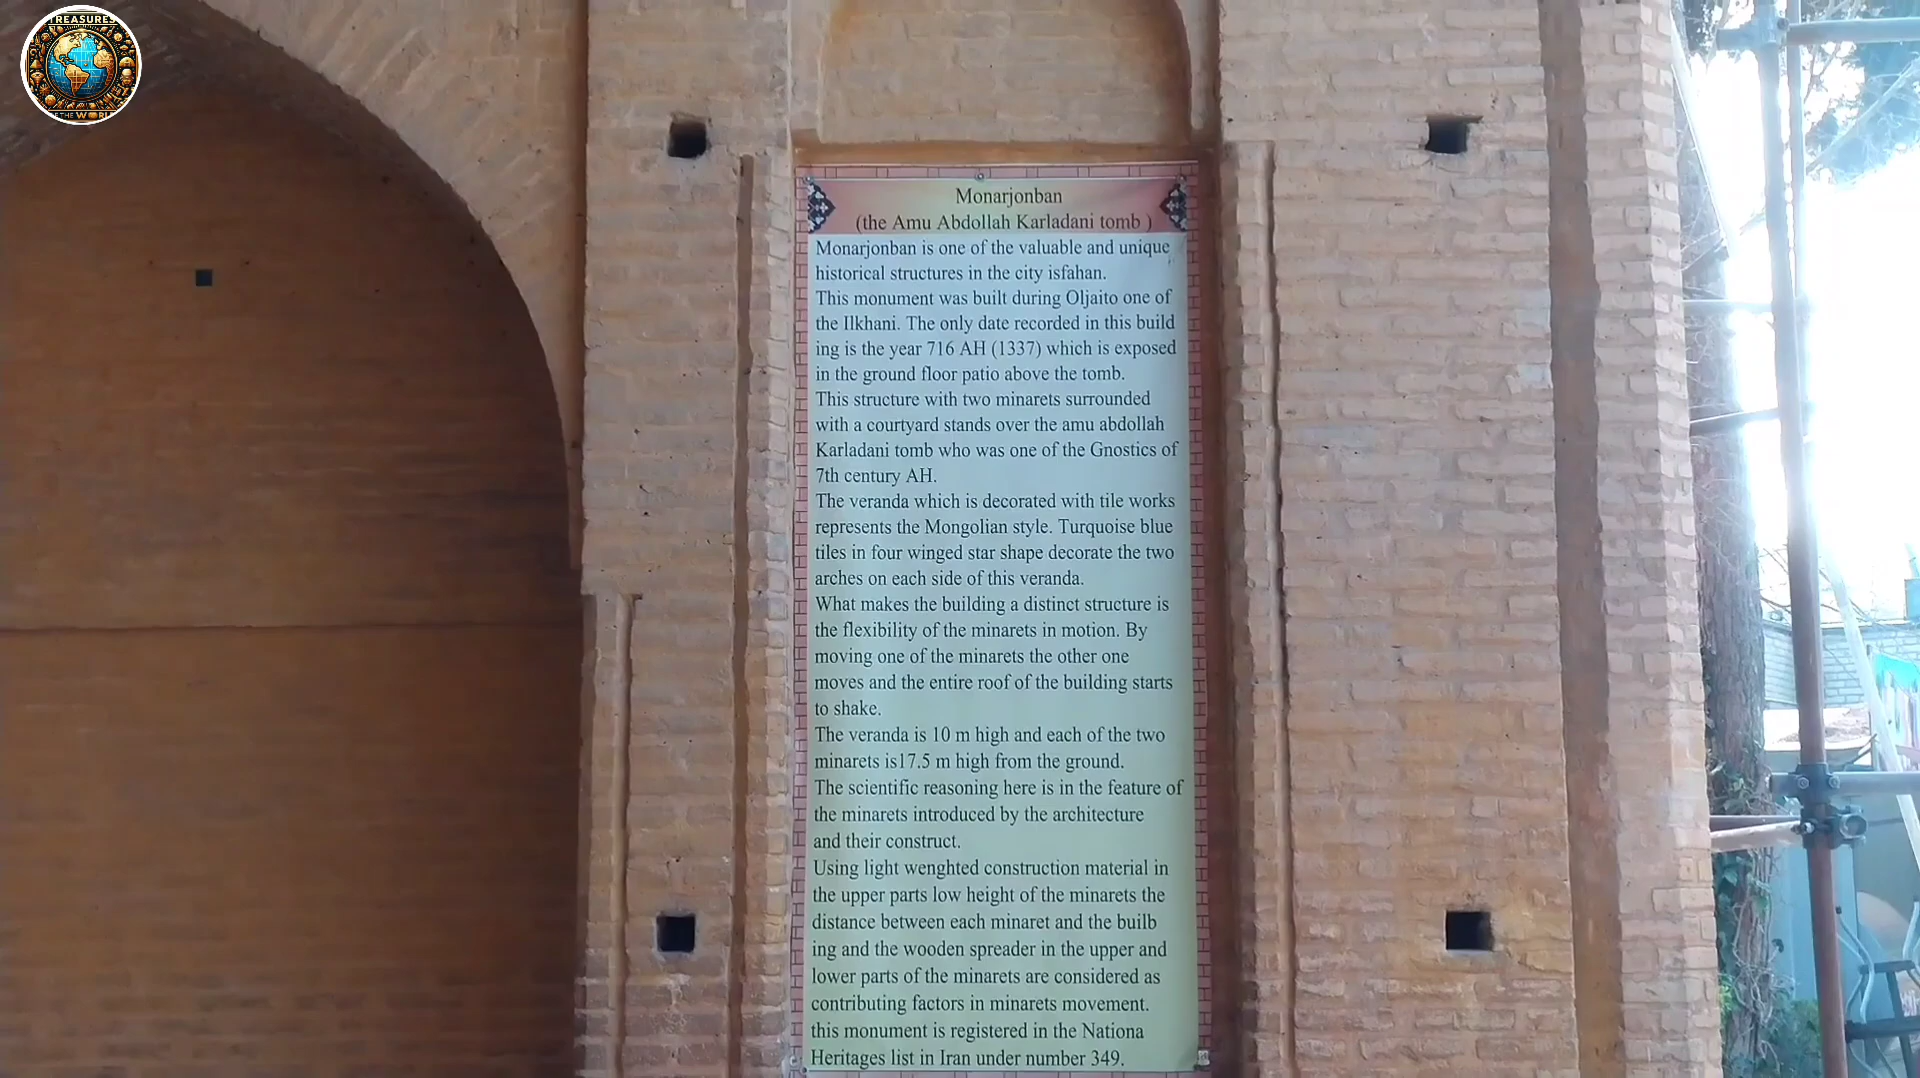 TREASURES
OF THE WORLD
Monarjonban
(the Amu Abdollah Karladani tomb )
Monarjonban is one of the valuable and unique
historical structures in the city isfahan.
This monument was built during Oljaito one of
the Ilkhani. The only date recorded in this build
ing is the year 716 AH (1337) which is exposed
in the ground floor patio above the tomb.
This structure with two minarets surrounded
with a courtyard stands over the amu abdollah
Karladani tomb who was one of the Gnostics of
7th century AH.
The veranda which is decorated with tile works
represents the Mongolian style. Turquoise blue
tiles in four winged star shape decorate the two
arches on each side of this veranda.
What makes the building a distinct structure is
the flexibility of the minarets in motion. By
moving one of the minarets the other one
moves and the entire roof of the building starts
to shake.
The veranda is 10 m high and each of the two
minarets is17.5 m high from the ground.
The scientific reasoning here is in the feature of
the minarets introduced by the architecture
and their construct.
Using light wenghted construction material in
the upper parts low height of the minarets the
distance between each minaret and the builb
ing and the wooden spreader in the upper and
lower parts of the minarets are considered as
contributing factors in minarets movement.
this monument is registered in the Nationa
Heritages list in Iran under number 349.